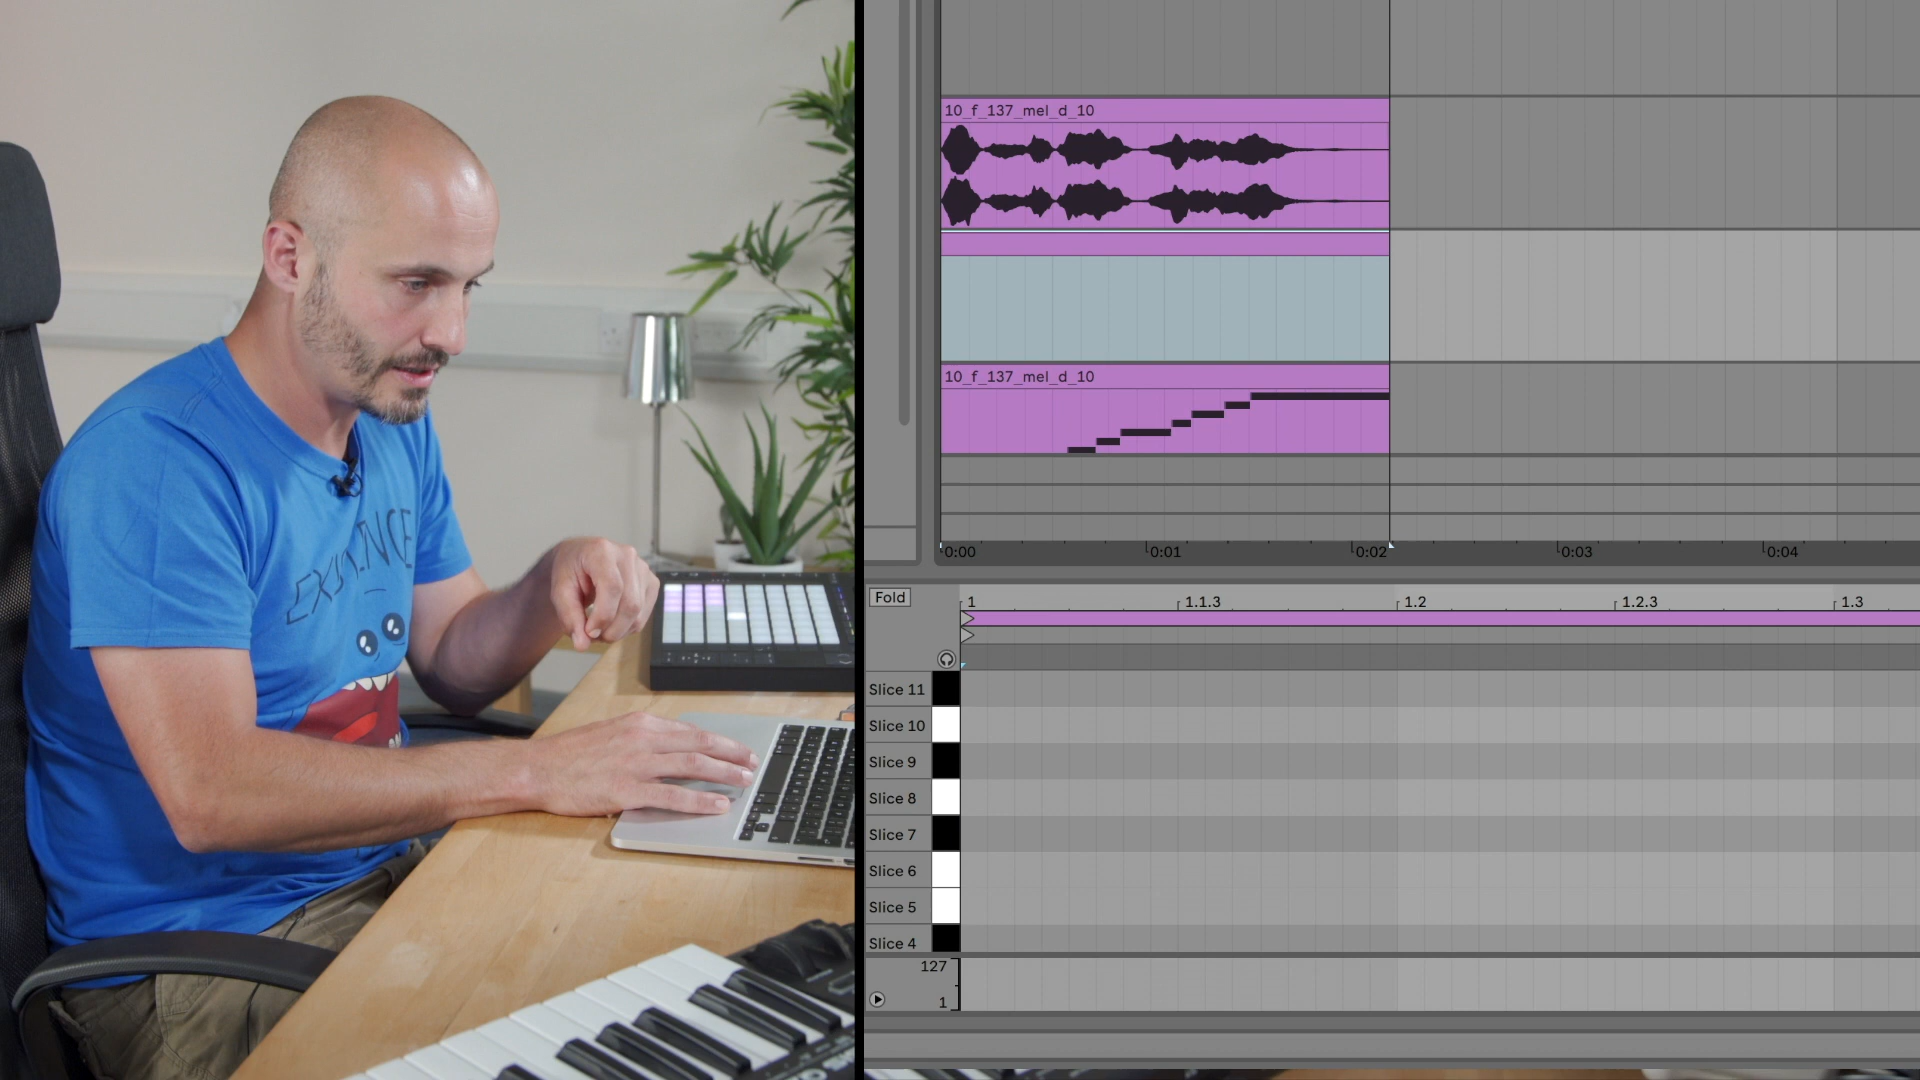 EXISTENCE
10_f_137_mel_d_10
10_f_137_mel_d_10
0:00 0:01 0:02 0:03 0:04
Fold
1 1.1.3 1.2 1.2.3 1.3
Slice 11
Slice 10
Slice 9
Slice 8
Slice 7
Slice 6
Slice 5
Slice 4
127
1